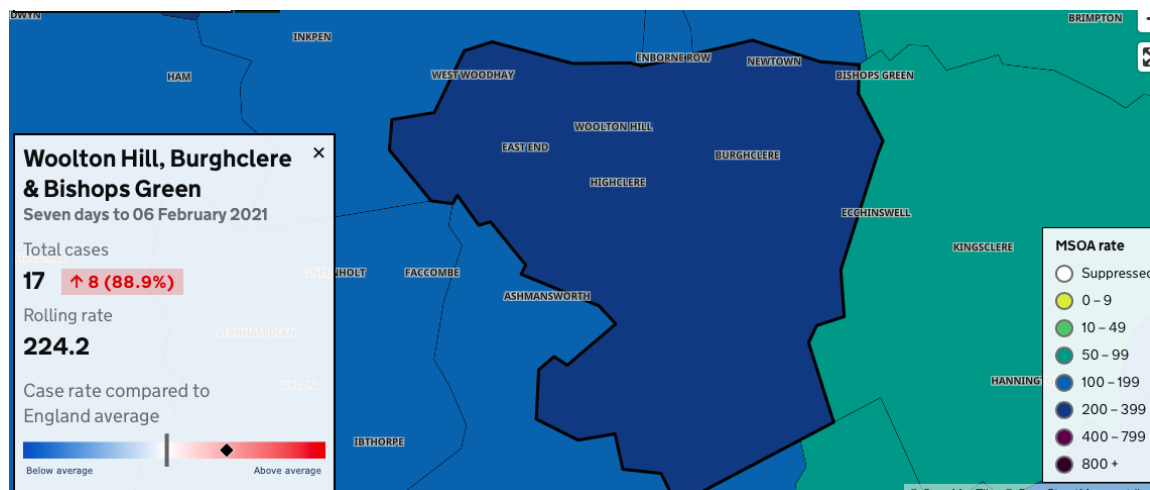 BRIMPTON
INKPEN
ENBORNE ROW
NEWTOWN
HAM
WEST WOODHAY
BISHOPS GREEN
WOOLTON HILL
EAST END
BURGHCLERE
HIGHCLERE
ECCHINSWELL
KINGSCLERE
FACCOMBE
ASHMANSWORTH
IBTHORPE
Woolton Hill, Burghclere
& Bishops Green
Seven days to 06 February 2021
Total cases
17 ↑ 8 (88.9%)
Rolling rate
224.2
VERNHAM DEAN
UPTON
Case rate compared to
England average
Below average Above average
MSOA rate
Suppressed
0 – 9
10 – 49
50 – 99
100 – 199
200 – 399
400 – 799
800 +